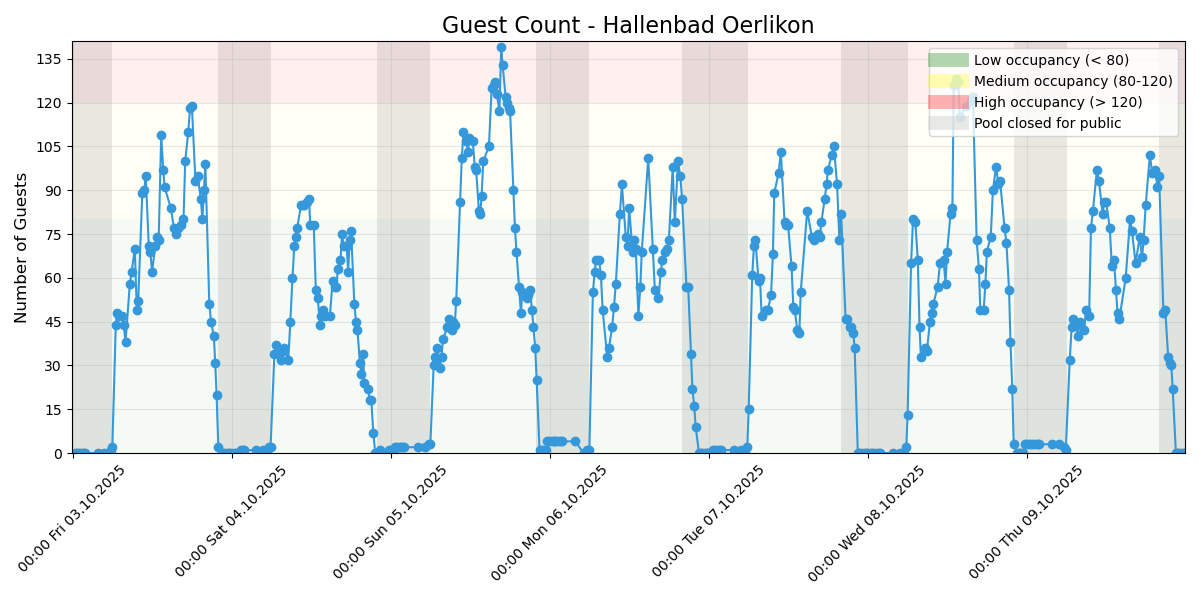 Guest Count - Hallenbad Oerlikon
Number of Guests
135
120
105
90
75
60
45
30
15
0
Low occupancy (< 80)
Medium occupancy (80-120)
High occupancy (> 120)
Pool closed for public
00:00 Fri 03.10.2025
00:00 Sat 04.10.2025
00:00 Sun 05.10.2025
00:00 Mon 06.10.2025
00:00 Tue 07.10.2025
00:00 Wed 08.10.2025
00:00 Thu 09.10.2025